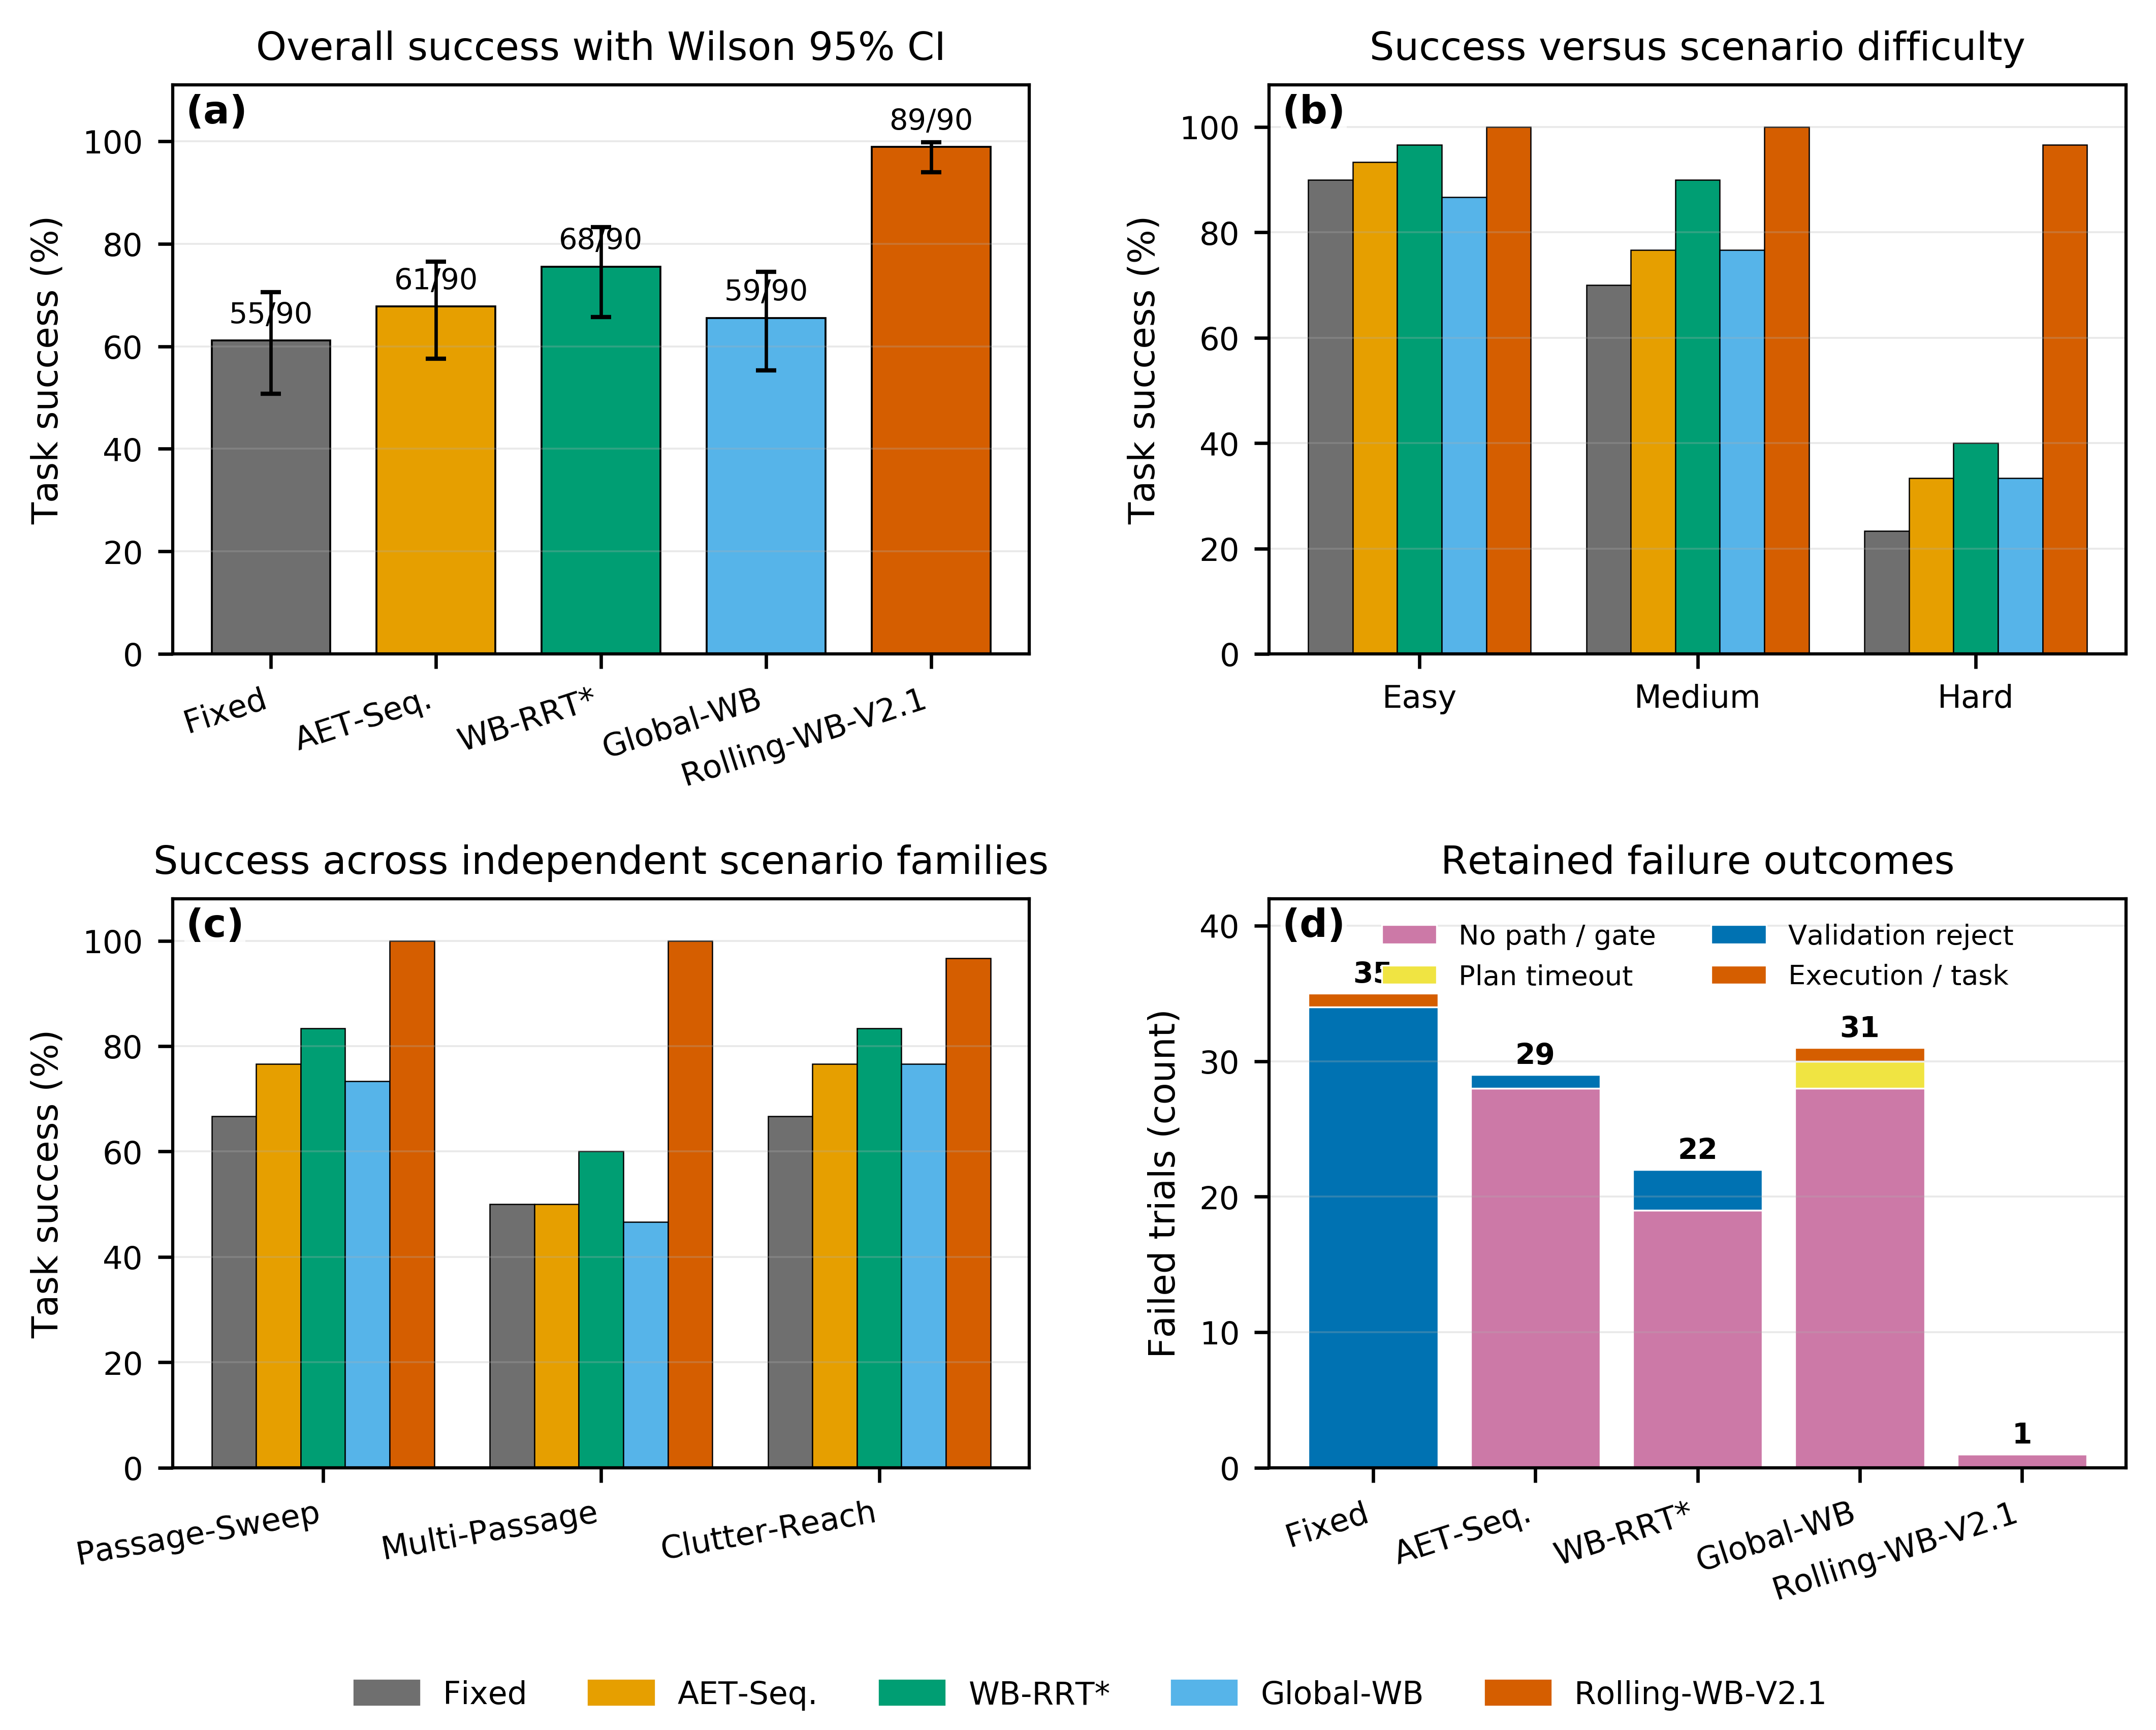 Overall success with Wilson 95% CI
(a)
Task success (%)
100
80
60
40
20
0
55/90
61/90
68/90
59/90
89/90
Fixed
AET-Seq.
WB-RRT*
Global-WB
Rolling-WB-V2.1
Success versus scenario difficulty
(b)
Task success (%)
100
80
60
40
20
0
Easy
Medium
Hard
Success across independent scenario families
(c)
Task success (%)
100
80
60
40
20
0
Passage-Sweep
Multi-Passage
Clutter-Reach
Retained failure outcomes
(d)
Failed trials (count)
40
30
20
10
0
No path / gate
Plan timeout
Validation reject
Execution / task
35
29
22
31
1
Fixed
AET-Seq.
WB-RRT*
Global-WB
Rolling-WB-V2.1
Fixed
AET-Seq.
WB-RRT*
Global-WB
Rolling-WB-V2.1